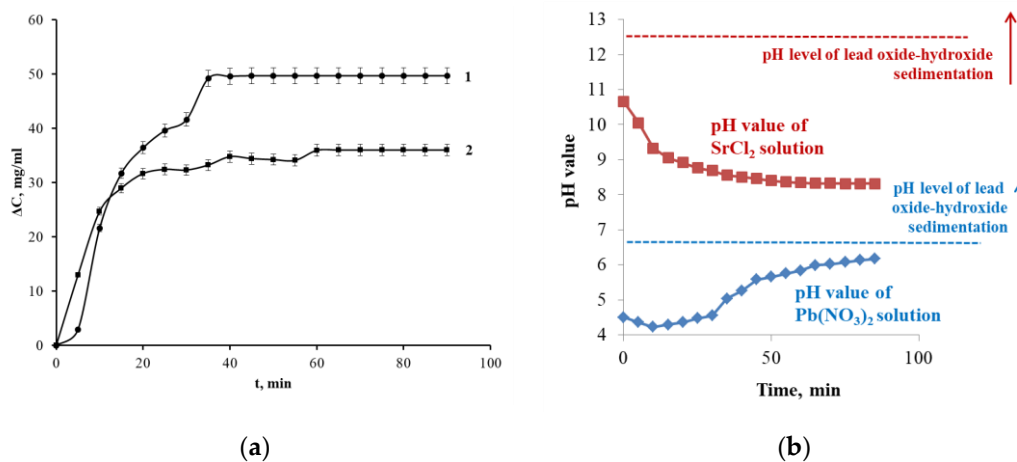 60
50
40
30
20
10
0
ΔC, mg/ml
0
20
40
60
80
100
t, min
1
2
(a)
13
12
11
10
9
8
7
6
5
4
pH value
0
50
100
Time, min
pH level of lead oxide-hydroxide
sedimentation
pH value of
SrCl₂ solution
pH level of lead
oxide-hydroxide
sedimentation
pH value of
Pb(NO₃)₂ solution
(b)